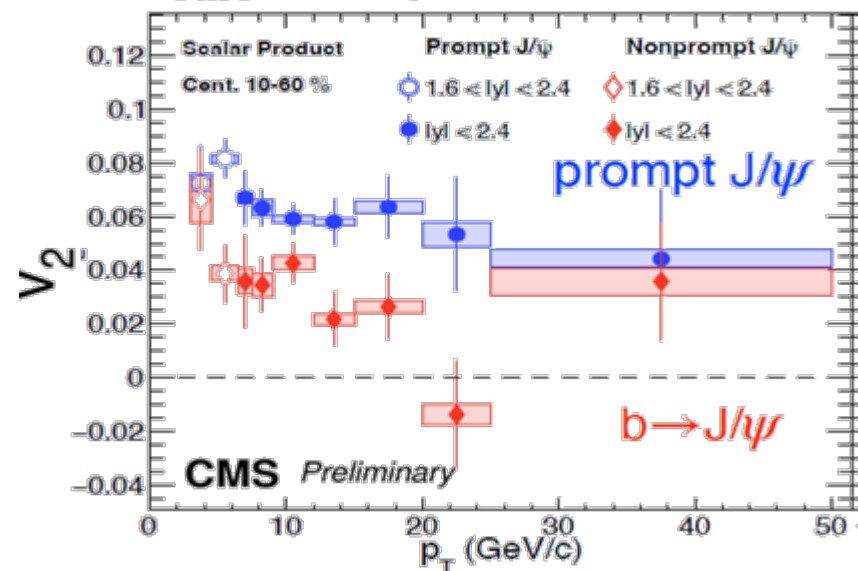 Scalar Product Prompt J/ψ Nonprompt J/ψ
Cent. 10-60 % 1.6 < |y| < 2.4 1.6 < |y| < 2.4
|y| < 2.4 |y| < 2.4
prompt J/ψ
b→J/ψ
CMS Preliminary
0.12
0.1
0.08
0.06
0.04
0.02
0
−0.02
−0.04
v2
0 10 20 30 40 50
pT (GeV/c)